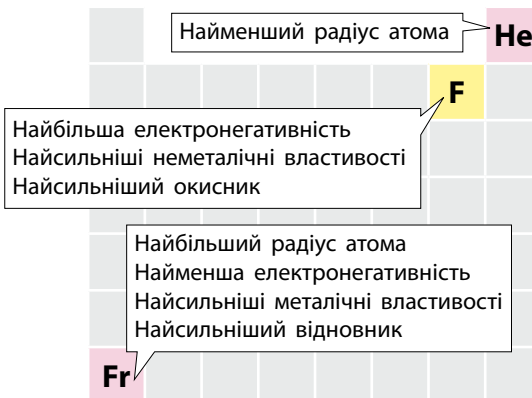 Найменший радіус атома
He
F
Найбільша електронегативність
Найсильніші неметалічні властивості
Найсильніший окисник
Найбільший радіус атома
Найменша електронегативність
Найсильніші металічні властивості
Найсильніший відновник
Fr